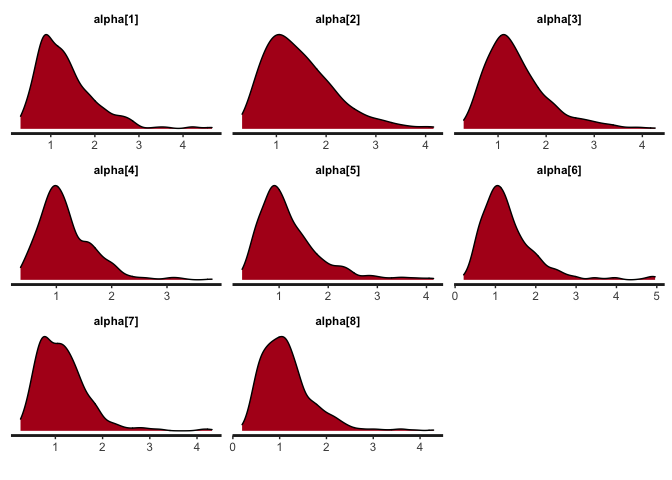 alpha[1] alpha[2] alpha[3]
1 2 3 4 1 2 3 4 1 2 3 4
alpha[4] alpha[5] alpha[6]
1 2 3 1 2 3 4 0 1 2 3 4 5
alpha[7] alpha[8]
1 2 3 4 0 1 2 3 4